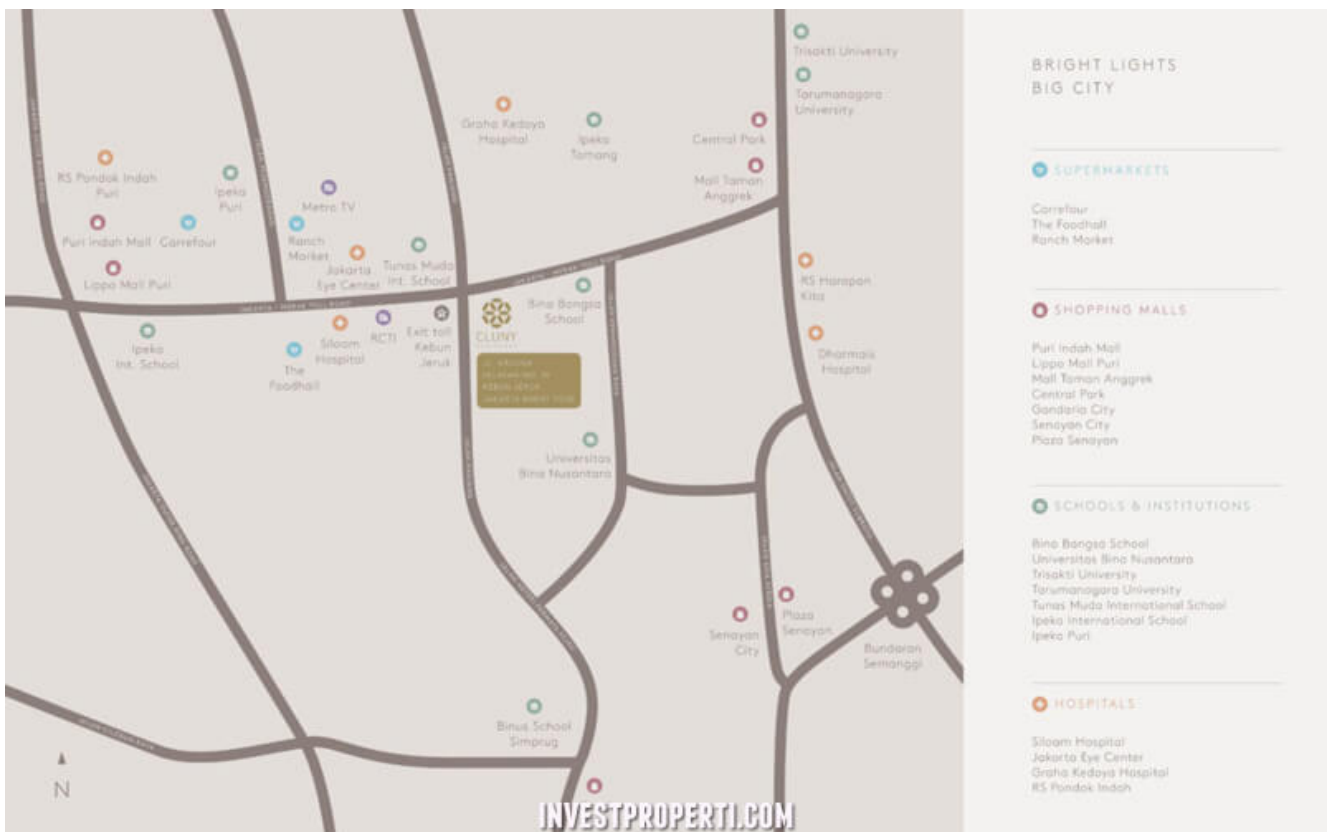 Trisakti University
Tarumanagara
University
Graha Kedoya
Hospital
Ipeka
Tomang
Central Park
Mall Taman
Anggrek
RS Pondok Indah
Puri
Ipeka
Puri
Metro TV
Puri Indah Mall
Carrefour
Ranch
Market
Jakarta
Eye Center
Tunas Muda
Int. School
Lippo Mall Puri
RS Harapan
Kita
Bina Bangsa
School
Ipeka
Int. School
The
Foodhall
Siloam
Hospital
RCTI
Exit toll
Kebun
Jeruk
CLUNY
Dharmais
Hospital
Universitas
Bina Nusantara
Senayan
City
Plaza
Senayan
Bundaran
Semanggi
Binus School
Simprug
N
INVESTPROPERTI.COM
BRIGHT LIGHTS
BIG CITY
SUPERMARKETS
Carrefour
The Foodhall
Ranch Market
SHOPPING MALLS
Puri Indah Mall
Lippo Mall Puri
Mall Taman Anggrek
Central Park
Gandaria City
Senayan City
Plaza Senayan
SCHOOLS & INSTITUTIONS
Bina Bangsa School
Universitas Bina Nusantara
Trisakti University
Tarumanagara University
Tunas Muda International School
Ipeka International School
Ipeka Puri
HOSPITALS
Siloam Hospital
Jakarta Eye Center
Graha Kedoya Hospital
RS Pondok Indah